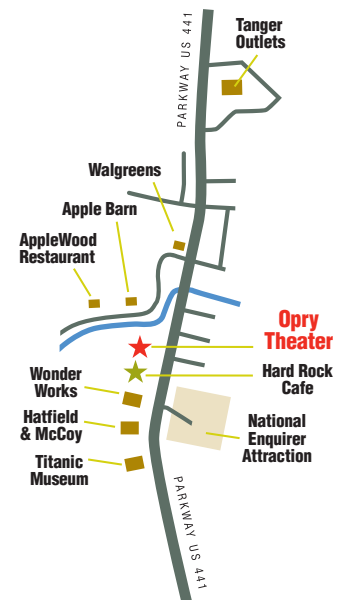 PARKWAY US 441
Tanger
Outlets
Walgreens
Apple Barn
AppleWood
Restaurant
Opry
Theater
Hard Rock
Cafe
Wonder
Works
Hatfield
& McCoy
National
Enquirer
Attraction
Titanic
Museum
PARKWAY US 441